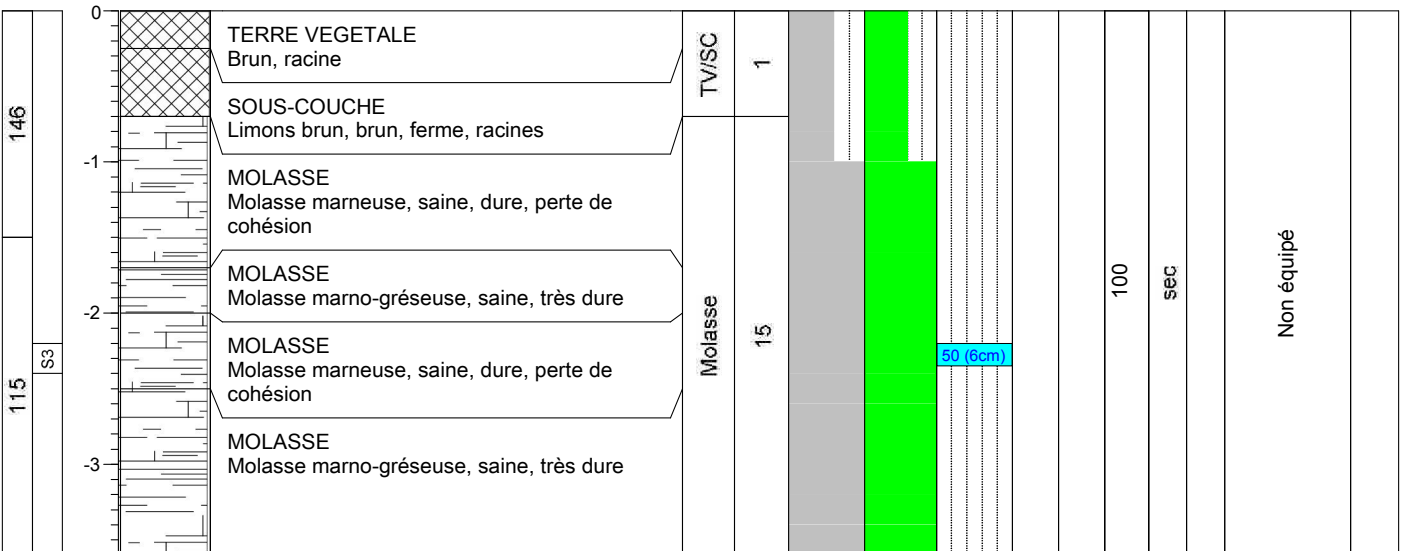 146
115
S3
0
-1
-2
-3
TERRE VEGETALE
Brun, racine
SOUS-COUCHE
Limons brun, brun, ferme, racines
MOLASSE
Molasse marneuse, saine, dure, perte de
cohésion
MOLASSE
Molasse marno-gréseuse, saine, très dure
MOLASSE
Molasse marneuse, saine, dure, perte de
cohésion
MOLASSE
Molasse marno-gréseuse, saine, très dure
TV/SC
Molasse
1
15
50 (6cm)
100
sec
Non équipé